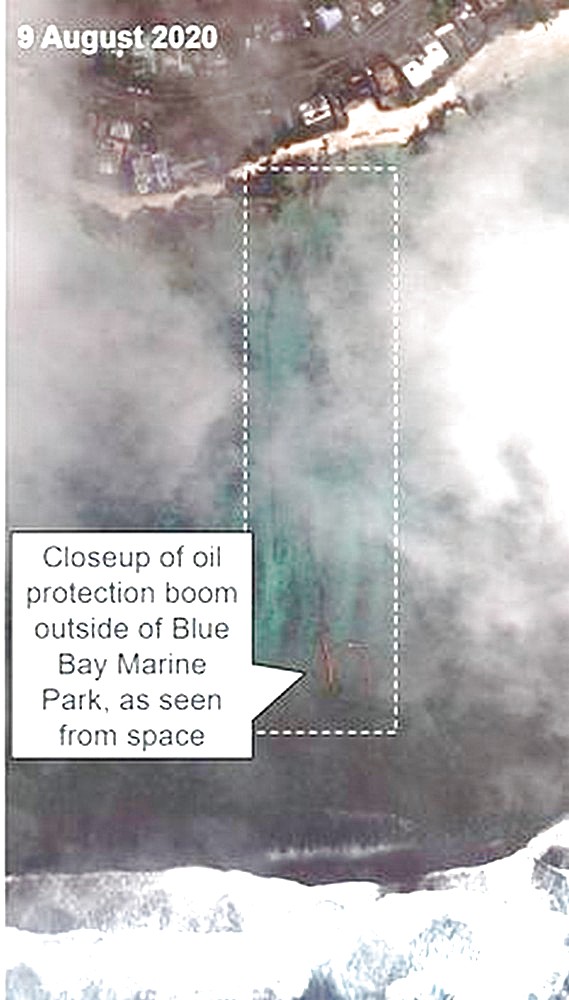 9 August 2020
Closeup of oil
protection boom
outside of Blue
Bay Marine
Park, as seen
from space